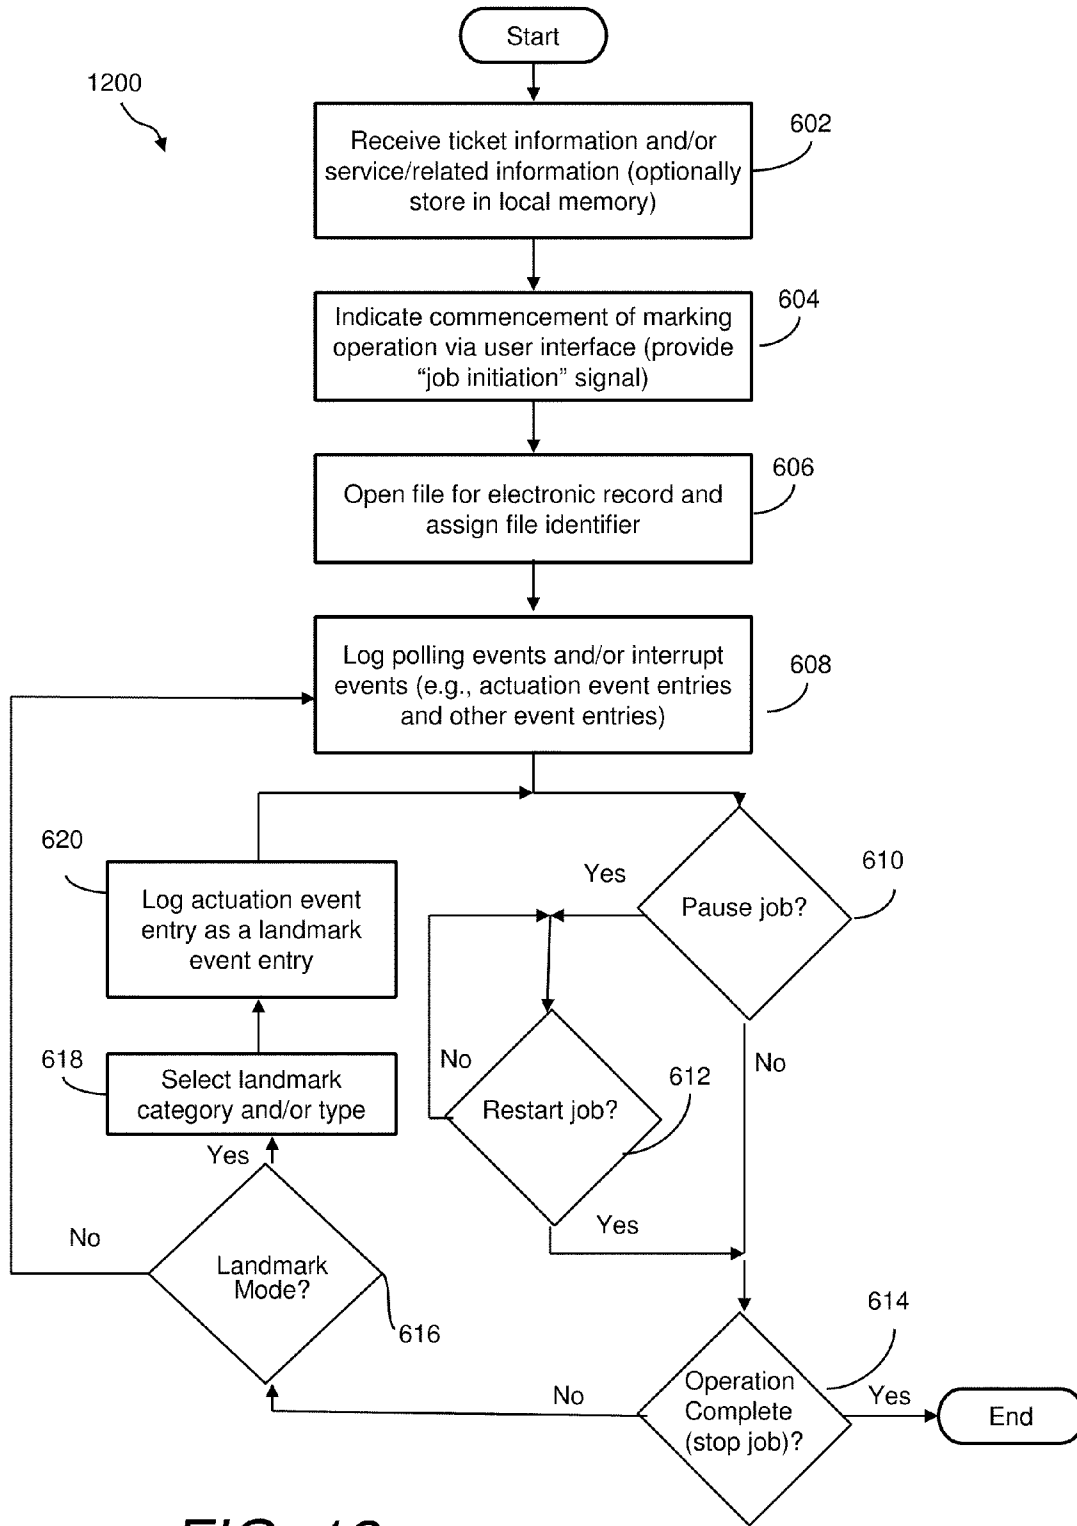 Start
1200
602
Receive ticket information and/or
service/related information (optionally
store in local memory)
604
Indicate commencement of marking
operation via user interface (provide
“job initiation” signal)
606
Open file for electronic record and
assign file identifier
608
Log polling events and/or interrupt
events (e.g., actuation event entries
and other event entries)
620
Log actuation event
entry as a landmark
event entry
Yes
Pause job?
610
618
Select landmark
category and/or type
No
Restart job?
612
No
Yes
Yes
No
Landmark
Mode?
616
614
Operation
Complete
(stop job)?
No
Yes
End